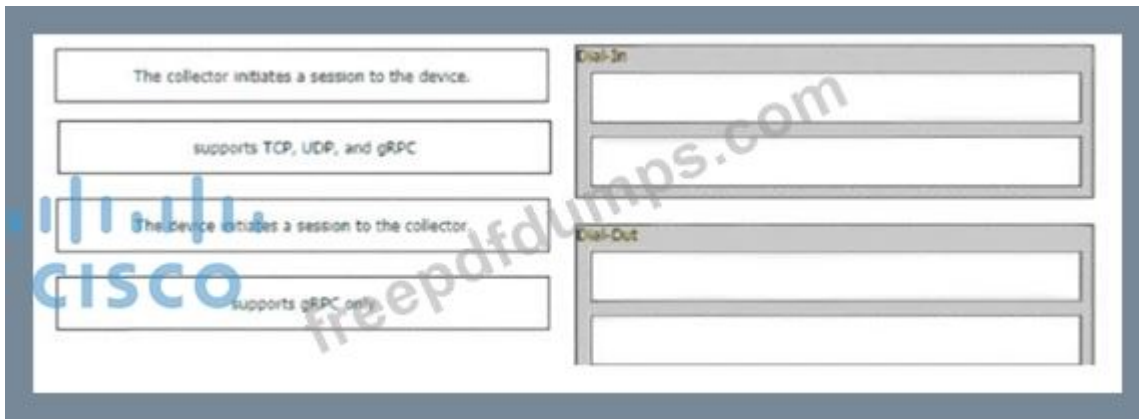 The collector initiates a session to the device.
supports TCP, UDP, and gRPC
The device initiates a session to the collector.
supports gRPC only
Dial-In
Dial-Out
CISCO
freepdfdumps.com